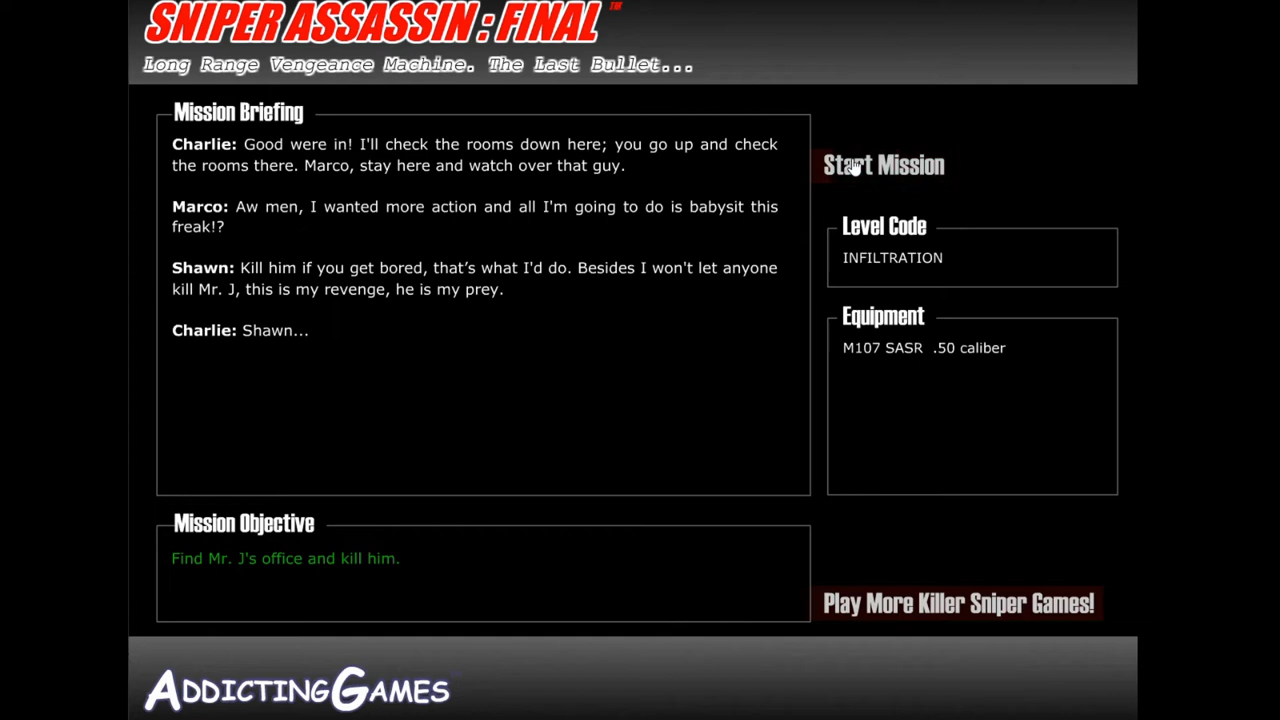 SNIPER ASSASSIN : FINAL™
Long Range Vengeance Machine. The Last Bullet...
Mission Briefing
Charlie: Good were in! I'll check the rooms down here; you go up and check
the rooms there. Marco, stay here and watch over that guy.
Marco: Aw men, I wanted more action and all I'm going to do is babysit this
freak!?
Shawn: Kill him if you get bored, that’s what I'd do. Besides I won't let anyone
kill Mr. J, this is my revenge, he is my prey.
Charlie: Shawn...
Start Mission
Level Code
INFILTRATION
Equipment
M107 SASR .50 caliber
Mission Objective
Find Mr. J's office and kill him.
Play More Killer Sniper Games!
ADDICTINGGAMES